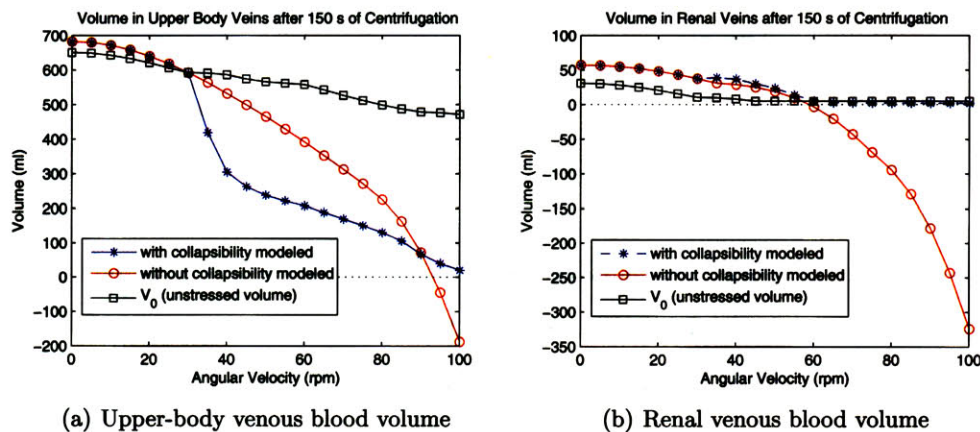 Volume in Upper Body Veins after 150 s of Centrifugation
700
600
500
400
300
200
100
0
−100
−200
Volume (ml)
with collapsibility modeled
without collapsibility modeled
V0 (unstressed volume)
0 20 40 60 80 100
Angular Velocity (rpm)
(a) Upper-body venous blood volume
Volume in Renal Veins after 150 s of Centrifugation
100
50
0
−50
−100
−150
−200
−250
−300
−350
Volume (ml)
with collapsibility modeled
without collapsibility modeled
V0 (unstressed volume)
0 20 40 60 80 100
Angular Velocity (rpm)
(b) Renal venous blood volume